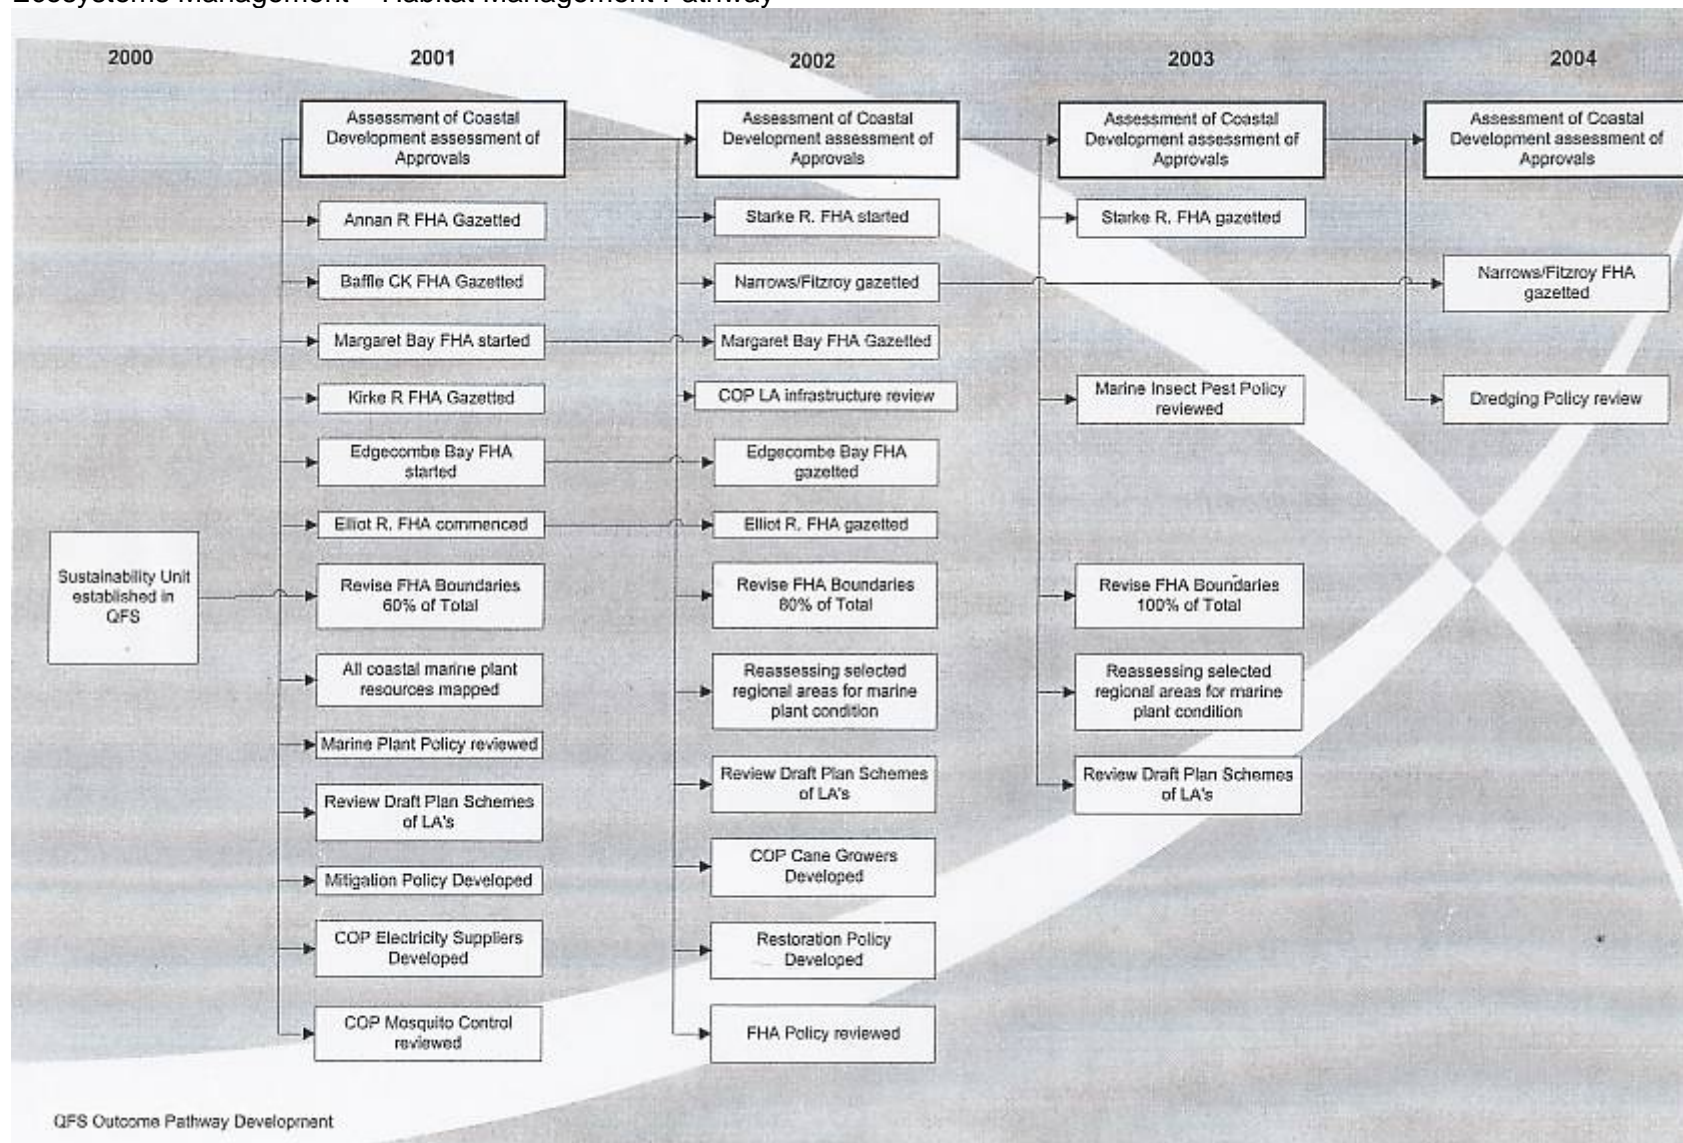 Ecosystems Management – Habitat Management Pathway
2000
2001
2002
2003
2004
Sustainability Unit
established in
QFS
Assessment of Coastal
Development assessment of
Approvals
Annan R FHA Gazetted
Baffle CK FHA Gazetted
Margaret Bay FHA started
Kirke R FHA Gazetted
Edgecombe Bay FHA
started
Elliot R. FHA commenced
Revise FHA Boundaries
60% of Total
All coastal marine plant
resources mapped
Marine Plant Policy reviewed
Review Draft Plan Schemes
of LA's
Mitigation Policy Developed
COP Electricity Suppliers
Developed
COP Mosquito Control
reviewed
Assessment of Coastal
Development assessment of
Approvals
Starke R. FHA started
Narrows/Fitzroy gazetted
Margaret Bay FHA Gazetted
COP LA infrastructure review
Edgecombe Bay FHA
gazetted
Elliot R. FHA gazetted
Revise FHA Boundaries
80% of Total
Reassessing selected
regional areas for marine
plant condition
Review Draft Plan Schemes
of LA's
COP Cane Growers
Developed
Restoration Policy
Developed
FHA Policy reviewed
Assessment of Coastal
Development assessment of
Approvals
Starke R. FHA gazetted
Marine Insect Pest Policy
reviewed
Revise FHA Boundaries
100% of Total
Reassessing selected
regional areas for marine
plant condition
Review Draft Plan Schemes
of LA's
Assessment of Coastal
Development assessment of
Approvals
Narrows/Fitzroy FHA
gazetted
Dredging Policy review
QFS Outcome Pathway Development